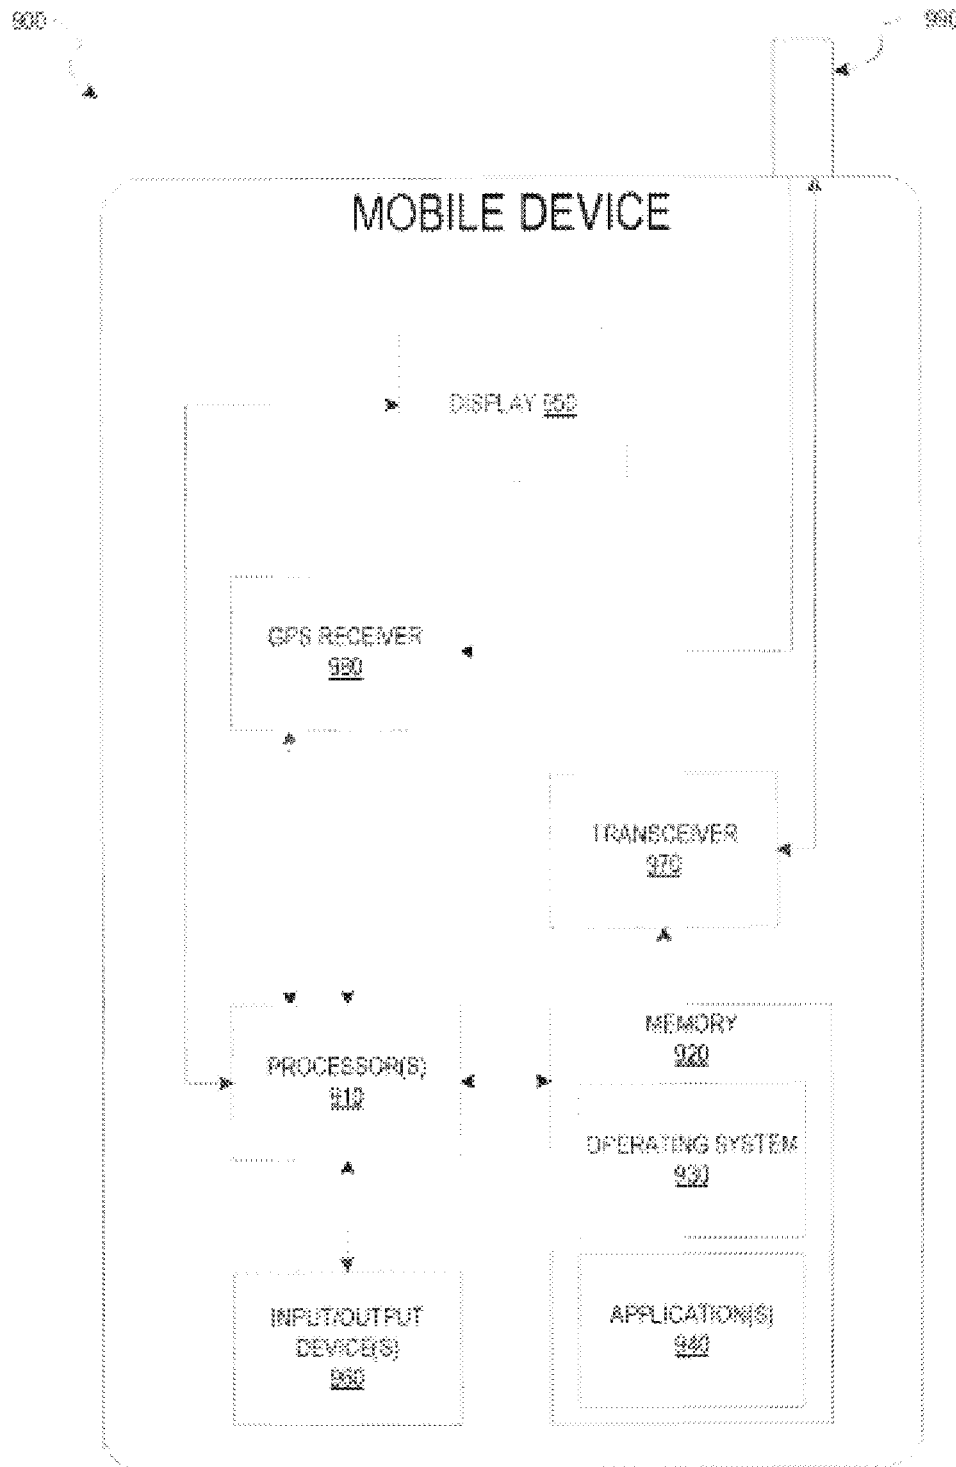 900
990
MOBILE DEVICE
DISPLAY 950
GPS RECEIVER
980
TRANSCEIVER
970
PROCESSOR(S)
910
MEMORY
920
OPERATING SYSTEM
930
INPUT/OUTPUT
DEVICE(S)
960
APPLICATION(S)
940